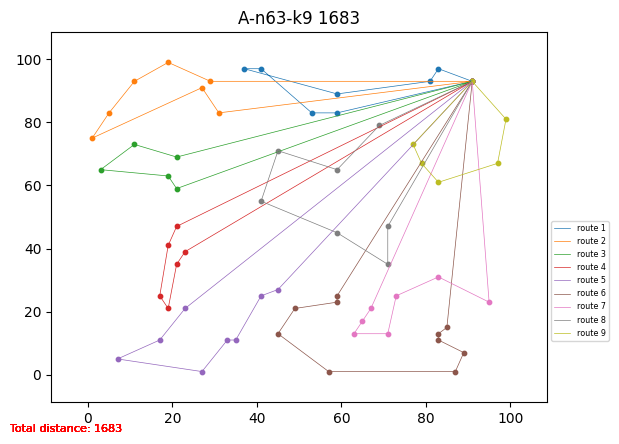 A-n63-k9 1683
100
80
60
40
20
0
0 20 40 60 80 100
route 1
route 2
route 3
route 4
route 5
route 6
route 7
route 8
route 9
Total distance: 1683